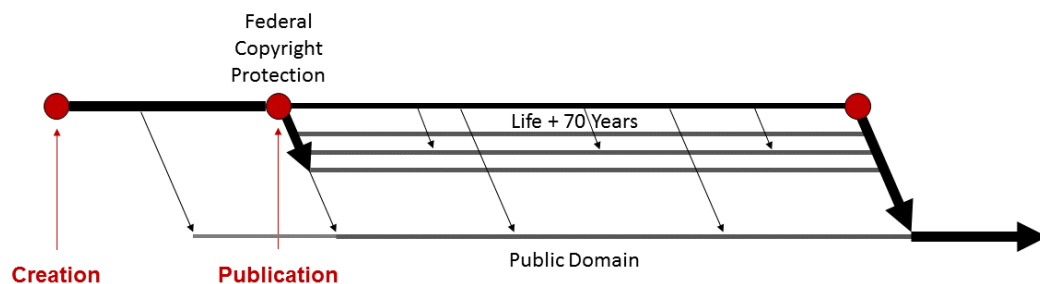 Federal
Copyright
Protection
Life + 70 Years
Public Domain
Creation
Publication